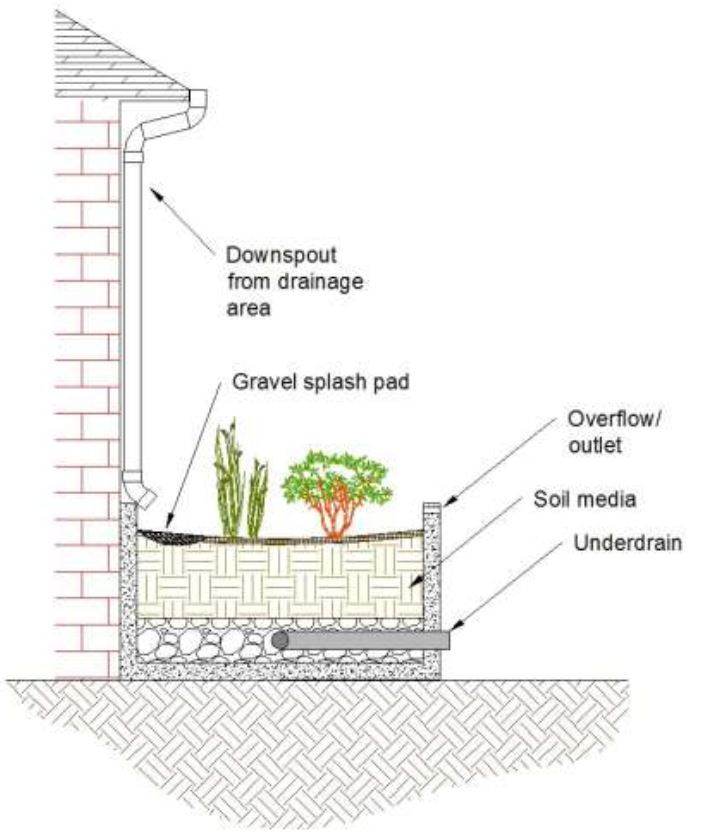 Downspout
from drainage
area
Gravel splash pad
Overflow/
outlet
Soil media
Underdrain